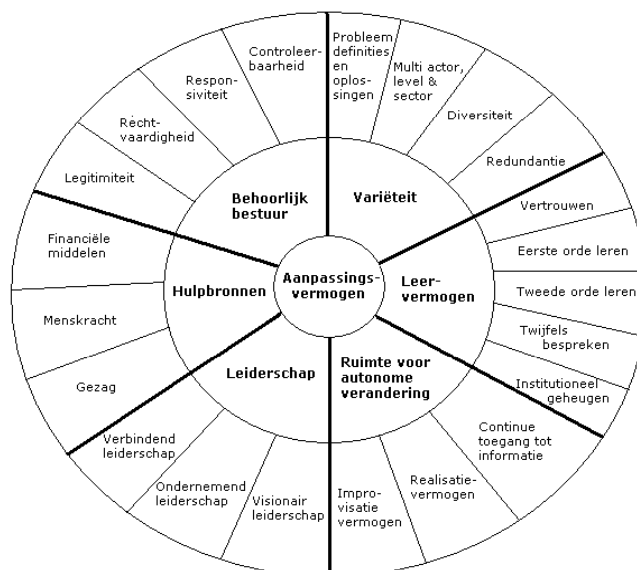 Probleem
definities
en
oplos-
singen
Multi actor,
level &
sector
Diversiteit
Redundantie
Vertrouwen
Eerste orde leren
Tweede orde leren
Twijfels
bespreken
Institutioneel
geheugen
Continue
toegang tot
informatie
Realisatie-
vermogen
Impro-
visatie
vermogen
Visionair
leiderschap
Ondernemend
leiderschap
Verbindend
leiderschap
Gezag
Menskracht
Financiële
middelen
Legitimiteit
Recht-
vaardigheid
Respon-
siviteit
Controleer-
baarheid
Variëteit
Leer-
vermogen
Ruimte voor
autonome
verandering
Leiderschap
Hulpbronnen
Behoorlijk
bestuur
Aanpassings-
vermogen